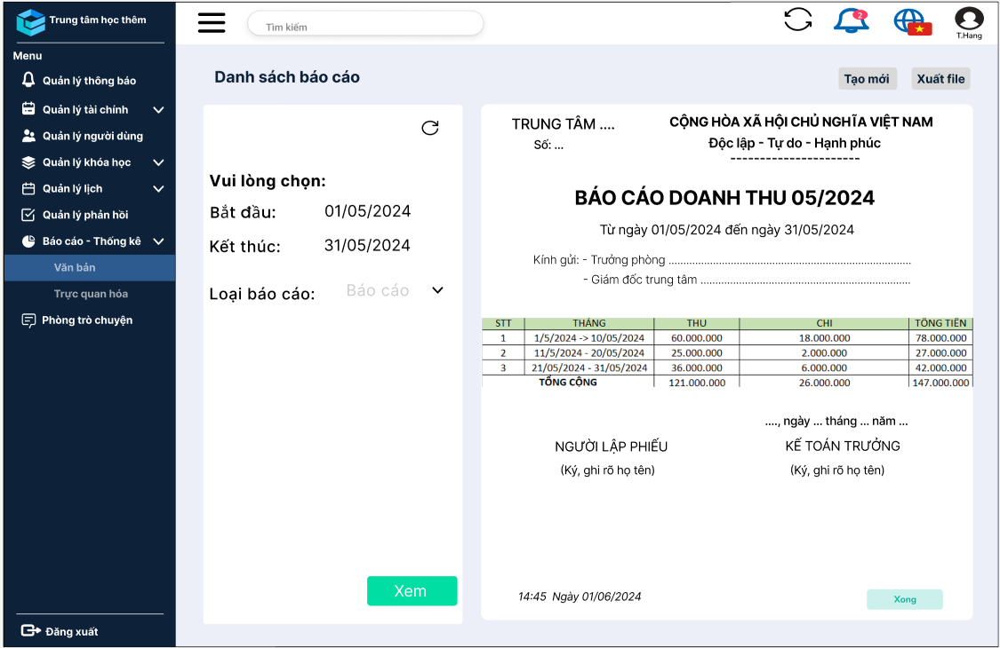 Trung tâm học thêm
Tìm kiếm
2
T.Hang
Menu
Quản lý thông báo
Quản lý tài chính
Quản lý người dùng
Quản lý khóa học
Quản lý lịch
Quản lý phản hồi
Báo cáo - Thống kê
Văn bản
Trực quan hóa
Phòng trò chuyện
Đăng xuất
Danh sách báo cáo
Tạo mới
Xuất file
Vui lòng chọn:
Bắt đầu: 01/05/2024
Kết thúc: 31/05/2024
Loại báo cáo: Báo cáo
Xem
TRUNG TÂM .... CỘNG HÒA XÃ HỘI CHỦ NGHĨA VIỆT NAM
Số: ... Độc lập - Tự do - Hạnh phúc
----------------------
BÁO CÁO DOANH THU 05/2024
Từ ngày 01/05/2024 đến ngày 31/05/2024
Kính gửi: - Trưởng phòng ..........................................................................
- Giám đốc trung tâm ................................................................
STT THÁNG THU CHI TỔNG TIỀN
1 1/5/2024 -> 10/05/2024 60.000.000 18.000.000 78.000.000
2 11/5/2024 - 20/05/2024 25.000.000 2.000.000 27.000.000
3 21/05/2024 - 31/05/2024 36.000.000 6.000.000 42.000.000
TỔNG CỘNG 121.000.000 26.000.000 147.000.000
...., ngày ... tháng ... năm ...
NGƯỜI LẬP PHIẾU KẾ TOÁN TRƯỞNG
(Ký, ghi rõ họ tên) (Ký, ghi rõ họ tên)
14:45 Ngày 01/06/2024
Xong